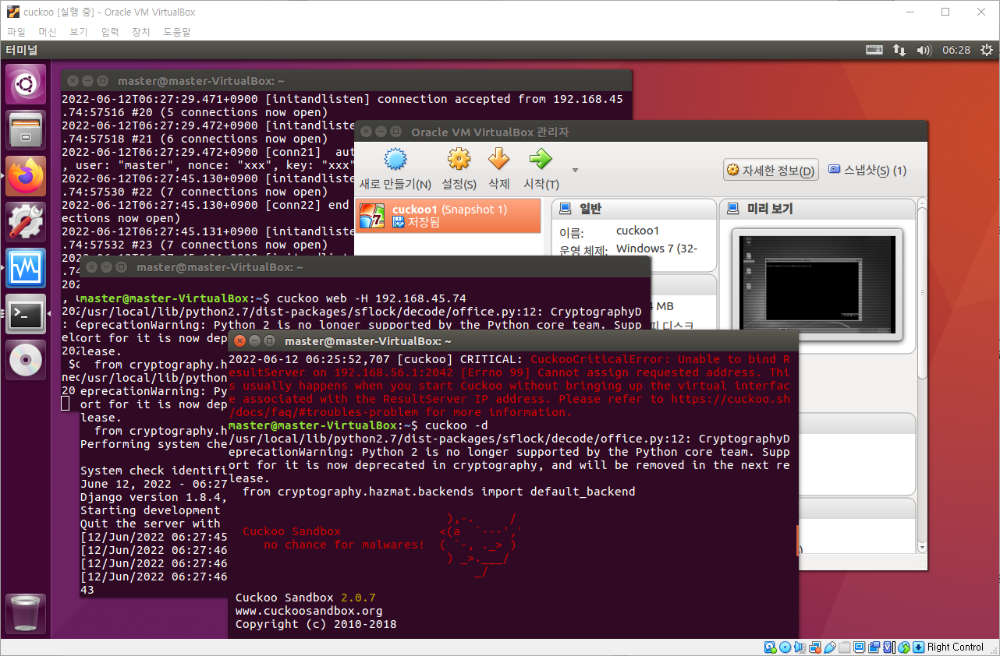 cuckoo [실행 중] - Oracle VM VirtualBox
파일 머신 보기 입력 장치 도움말
터미널 06:28
master@master-VirtualBox: ~
2022-06-12T06:27:29.471+0900 [initandlisten] connection accepted from 192.168.45
.74:57516 #20 (5 connections now open)
2022-06-12T06:27:29.472+0900 [initandliste
.74:57518 #21 (6 connections now open)
2022-06-12T06:27:29.472+0900 [conn21] aut
, user: "master", nonce: "xxx", key: "xxx"
2022-06-12T06:27:45.130+0900 [initandliste
.74:57530 #22 (7 connections now open)
2022-06-12T06:27:45.130+0900 [conn22] end
ections now open)
2022-06-12T06:27:45.131+0900 [initandliste
.74:57532 #23 (7 connections now open)
Oracle VM VirtualBox 관리자
새로 만들기(N) 설정(S) 삭제 시작(T)
자세한 정보(D) 스냅샷(S) (1)
cuckoo1 (Snapshot 1)
저장됨
일반
이름: cuckoo1
운영 체제: Windows 7 (32-
4 MB
피 디스크
미리 보기
master@master-VirtualBox: ~
master@master-VirtualBox:~$ cuckoo web -H 192.168.45.74
/usr/local/lib/python2.7/dist-packages/sflock/decode/office.py:12: CryptographyD
eprecationWarning: Python 2 is no longer supported by the Python core team. Supp
ort for it is now dep
lease.
from cryptography.h
/usr/local/lib/python
eprecationWarning: Py
ort for it is now dep
lease.
from cryptography.h
Performing system che
System check identifi
June 12, 2022 - 06:27
Django version 1.8.4,
Starting development
Quit the server with
[12/Jun/2022 06:27:45
[12/Jun/2022 06:27:46
[12/Jun/2022 06:27:46
[12/Jun/2022 06:27:46
43
master@master-VirtualBox: ~
2022-06-12 06:25:52,707 [cuckoo] CRITICAL: CuckooCriticalError: Unable to bind R
esultServer on 192.168.56.1:2042 [Errno 99] Cannot assign requested address. Thi
s usually happens when you start Cuckoo without bringing up the virtual interfac
e associated with the ResultServer IP address. Please refer to https://cuckoo.sh
/docs/faq/#troubles-problem for more information.
master@master-VirtualBox:~$ cuckoo -d
/usr/local/lib/python2.7/dist-packages/sflock/decode/office.py:12: CryptographyD
eprecationWarning: Python 2 is no longer supported by the Python core team. Supp
ort for it is now deprecated in cryptography, and will be removed in the next re
lease.
from cryptography.hazmat.backends import default_backend
Cuckoo Sandbox
no chance for malwares!
Cuckoo Sandbox 2.0.7
www.cuckoosandbox.org
Copyright (c) 2010-2018
Right Control